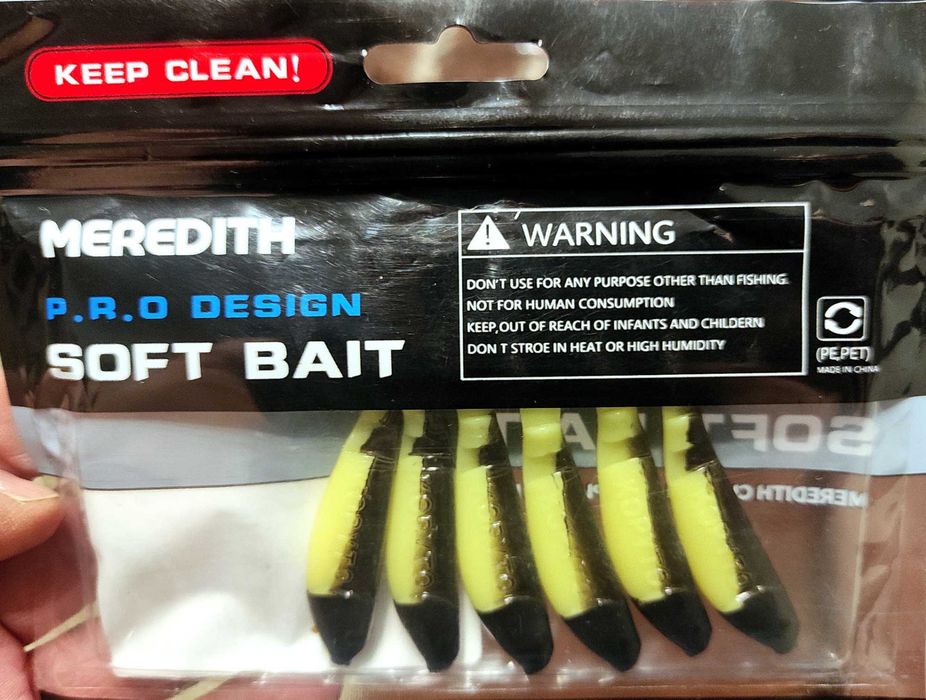 KEEP CLEAN!
MEREDITH
P.R.O DESIGN
SOFT BAIT
WARNING
DON'T USE FOR ANY PURPOSE OTHER THAN FISHING.
NOT FOR HUMAN CONSUMPTION
KEEP,OUT OF REACH OF INFANTS AND CHILDERN
DON T STROE IN HEAT OR HIGH HUMIDITY
(PE,PET)
MADE IN CHINA
SOFT
MEREDITH